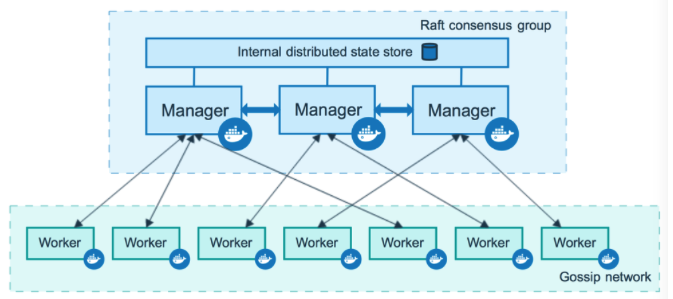 Raft consensus group
Internal distributed state store
Manager
Manager
Manager
Worker
Worker
Worker
Worker
Worker
Worker
Worker
Gossip network